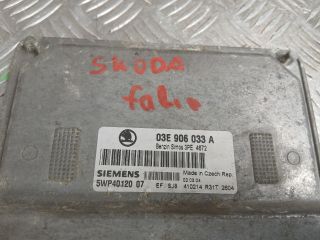 SKODA
fabia
03E 906 033 A
Benzin Simos 3PE 4672
SIEMENS
Made in Czech Rep.
5WP40120 07
EF: SJ8 410214 R31T 2604